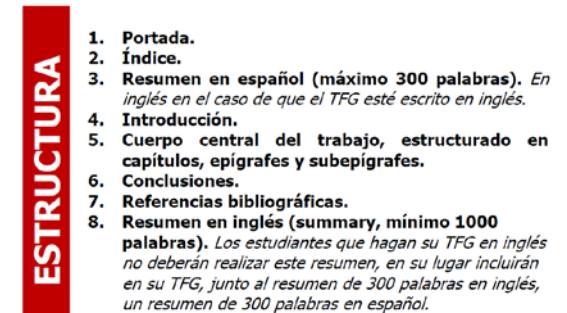 ESTRUCTURA
1. Portada.
2. Índice.
3. Resumen en español (máximo 300 palabras). En
inglés en el caso de que el TFG esté escrito en inglés.
4. Introducción.
5. Cuerpo central del trabajo, estructurado en
capítulos, epígrafes y subepígrafes.
6. Conclusiones.
7. Referencias bibliográficas.
8. Resumen en inglés (summary, mínimo 1000
palabras). Los estudiantes que hagan su TFG en inglés
no deberán realizar este resumen, en su lugar incluirán
en su TFG, junto al resumen de 300 palabras en inglés,
un resumen de 300 palabras en español.